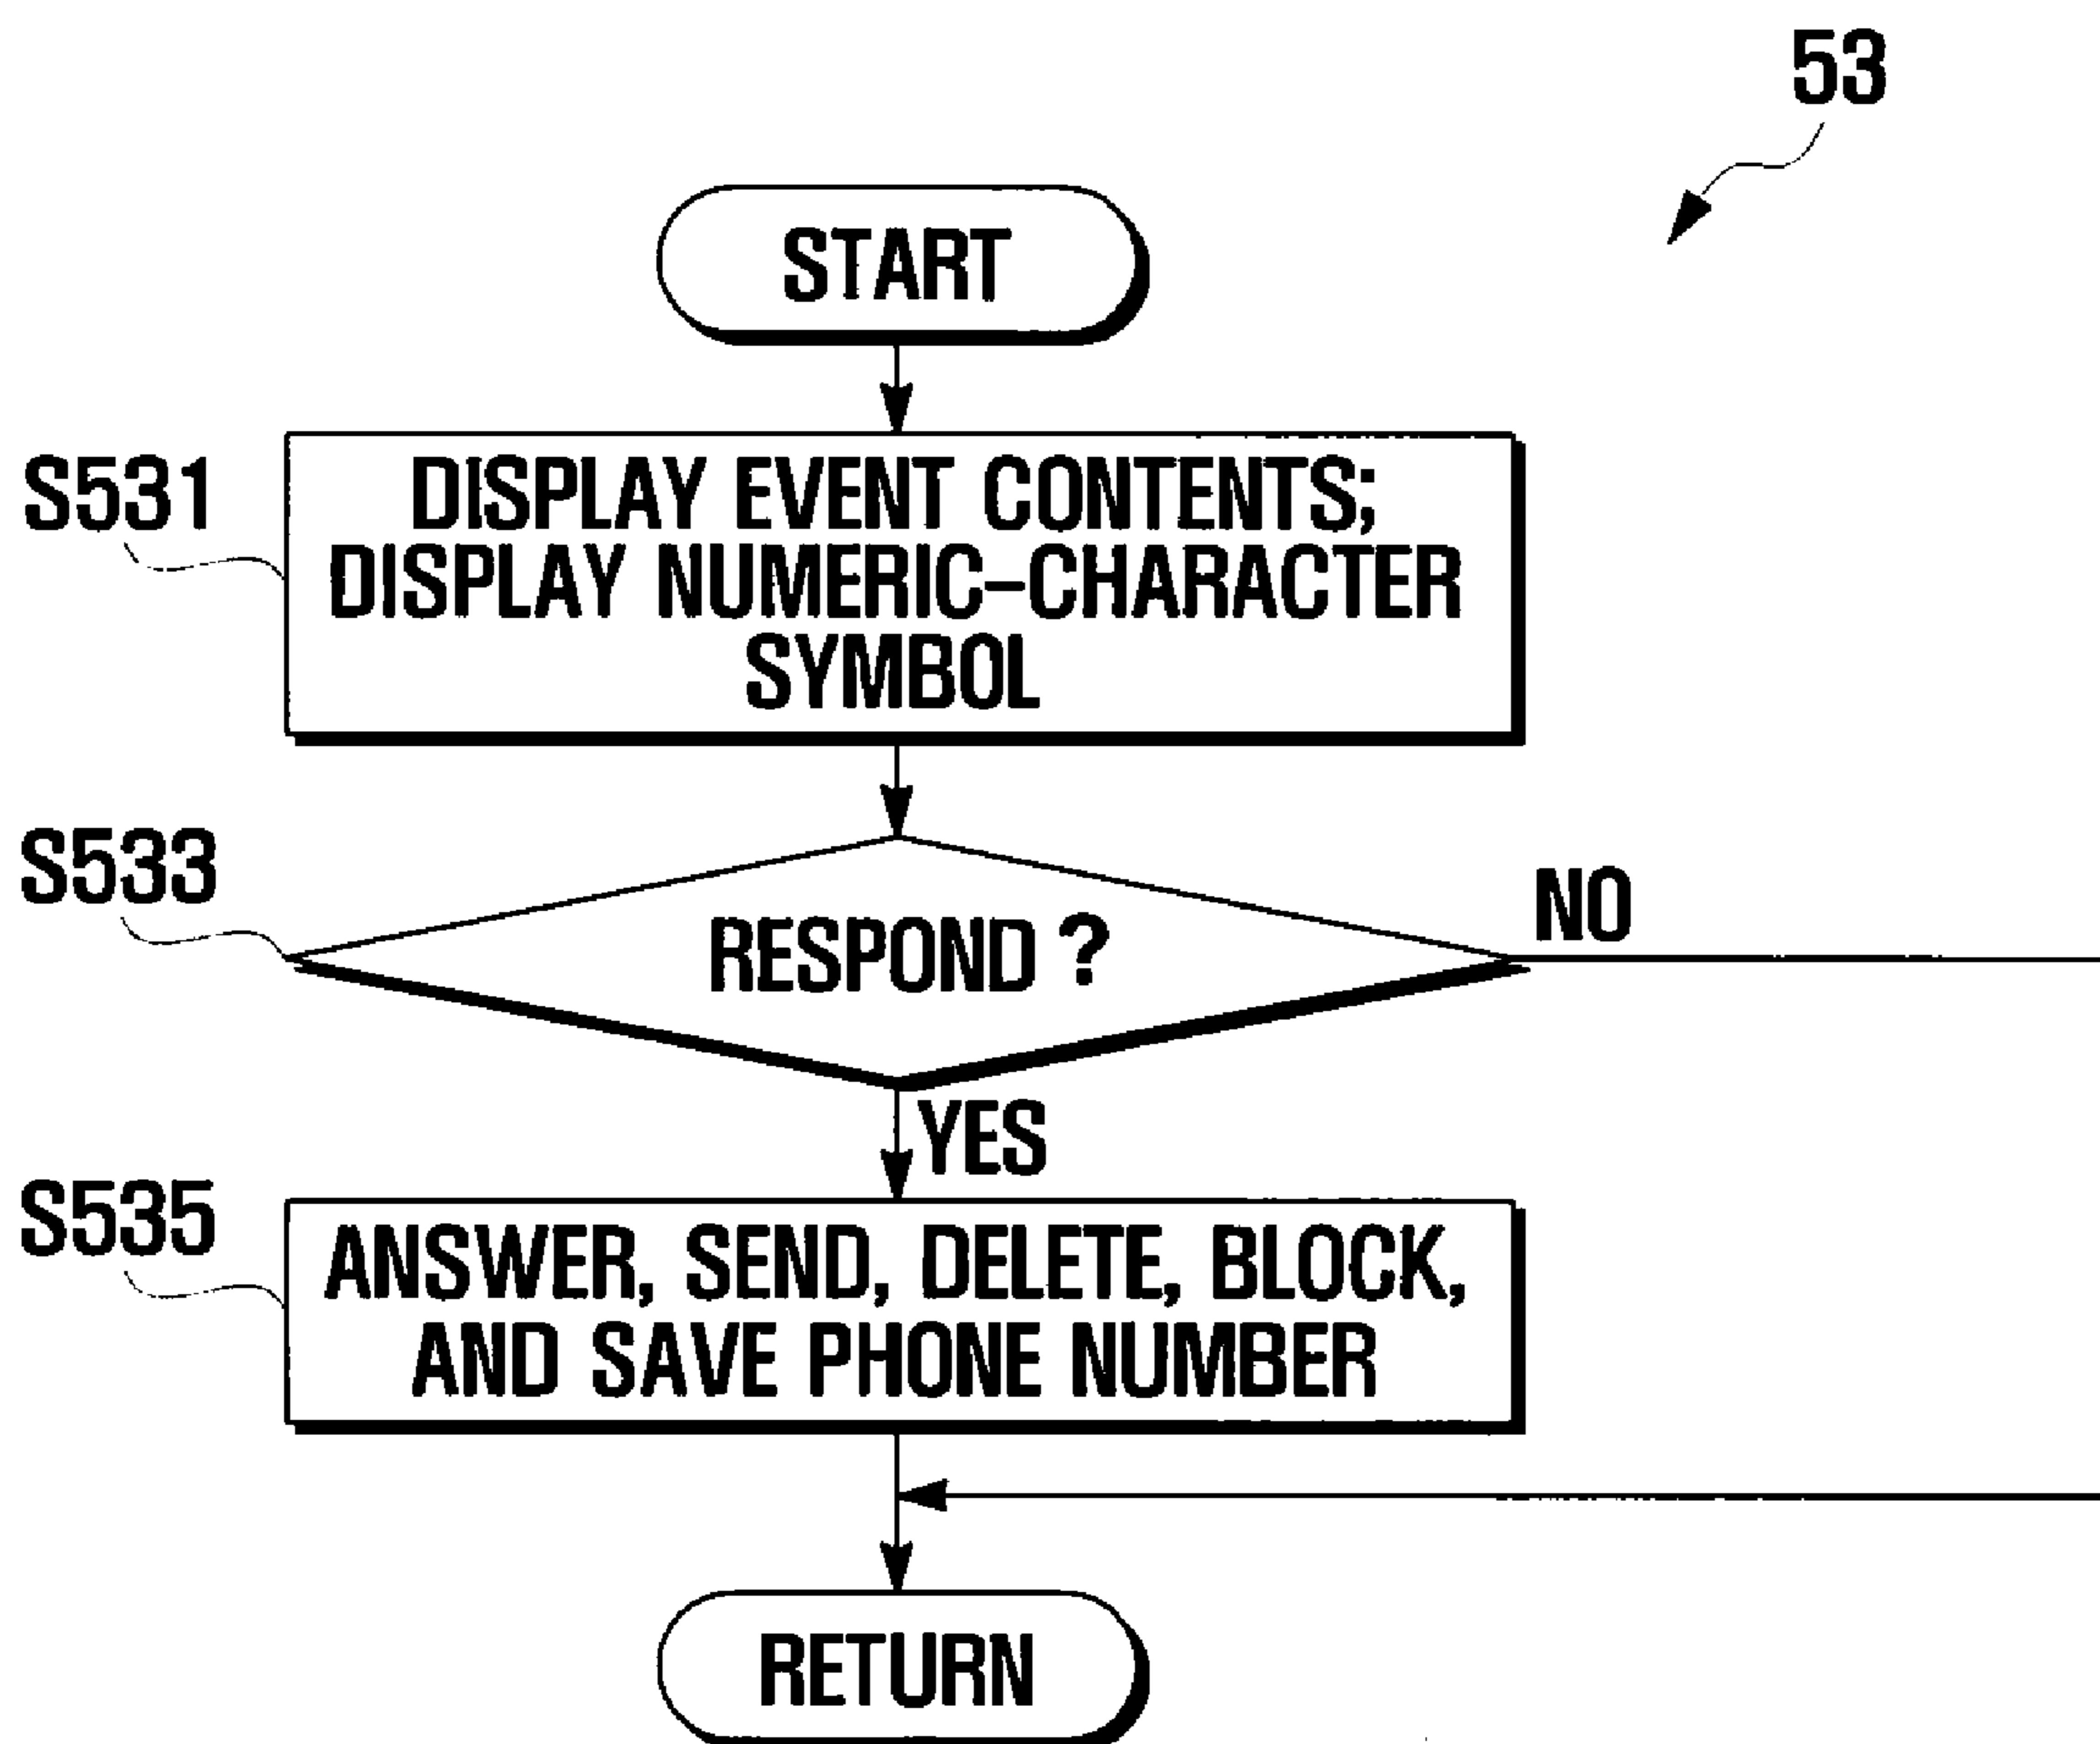 53
START
S531
DISPLAY EVENT CONTENTS;
DISPLAY NUMERIC-CHARACTER
SYMBOL
S533
RESPOND ?
NO
YES
S535
ANSWER, SEND, DELETE, BLOCK,
AND SAVE PHONE NUMBER
RETURN